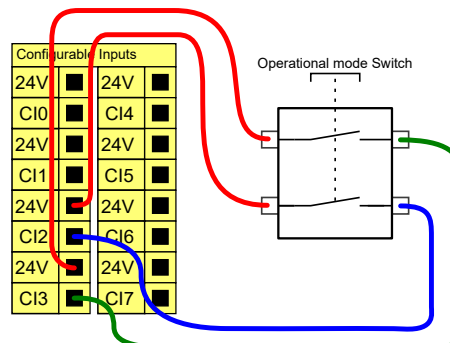 Configurable Inputs
Operational mode Switch
24V 24V
CI0 CI4
24V 24V
CI1 CI5
24V 24V
CI2 CI6
24V 24V
CI3 CI7